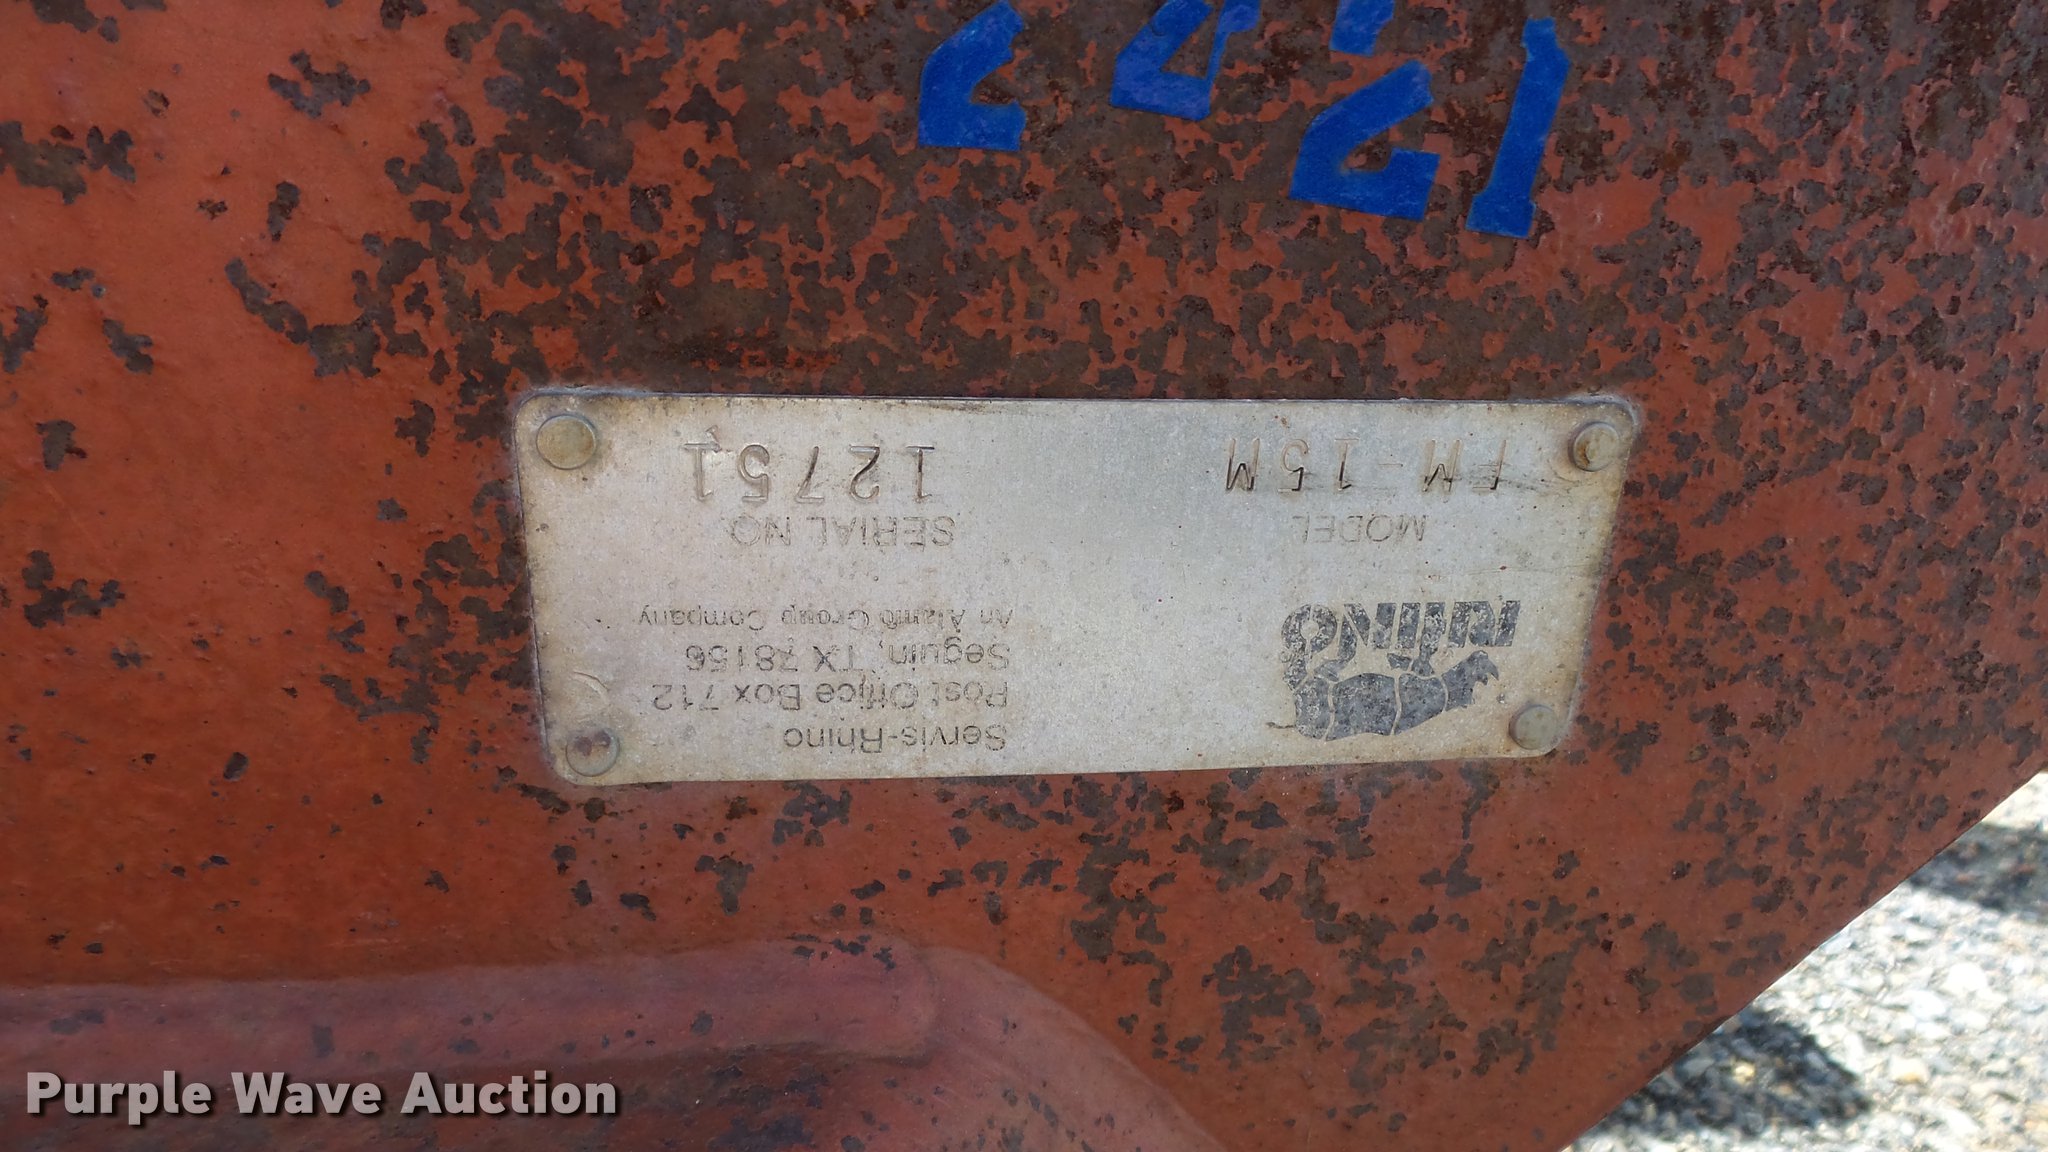 RHINO
Servis-Rhino
Post Office Box 712
Seguin, TX 78156
An Alamo Group Company
MODEL
SERIAL NO.
FM-15M
12751
Purple Wave Auction